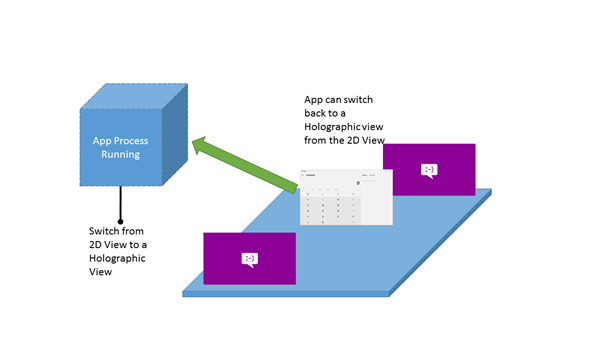 App can switch
back to a
Holographic view
from the 2D View
App Process
Running
:-)
0
:-)
Switch from
2D View to a
Holographic
View